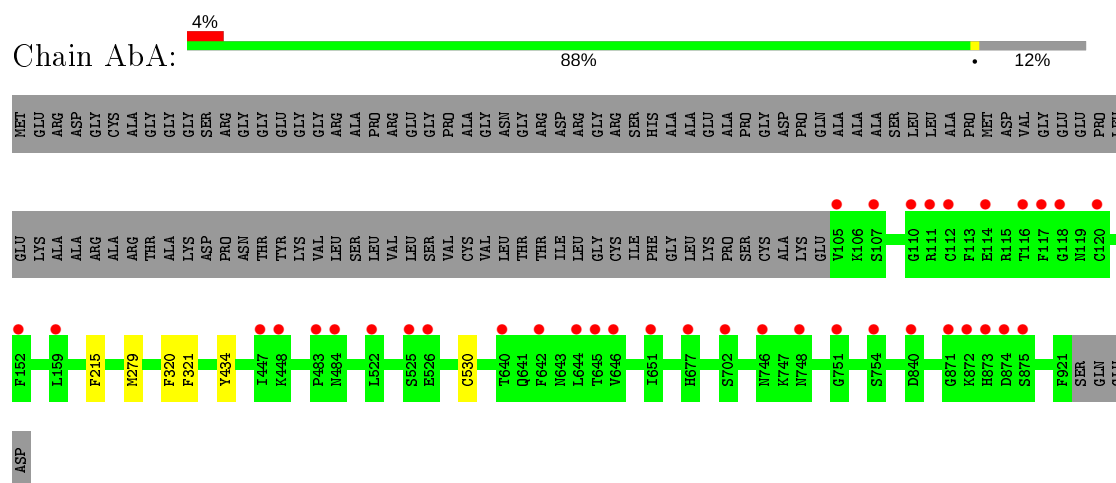 4%
Chain AbA:
88% • 12%
MET GLU ARG ASP GLY CYS ALA GLY GLY GLY SER ARG GLY GLY GLU GLY GLY ARG ALA PRO ARG GLU GLY PRO ALA GLY ASN GLY ARG ASP ARG GLY ARG SER HIS ALA ALA GLU ALA PRO GLY ASP PRO GLN ALA ALA ALA SER LEU LEU ALA PRO MET ASP VAL GLY GLU GLU PRO LEU
GLU LYS ALA ALA ARG ALA ARG THR ALA LYS ASP PRO ASN THR TYR LYS VAL LEU SER LEU VAL LEU SER VAL CYS VAL LEU THR THR ILE LEU GLY CYS ILE PHE GLY LEU LYS PRO SER CYS ALA LYS GLU V105 K106 S107 G110 R111 C112 F113 E114 R115 T116 F117 G118 N119 C120
F152 L159 F215 M279 F320 F321 Y434 I447 K448 P483 N484 L522 S525 E526 C530 T640 Q641 F642 N643 L644 T645 V646 I651 H677 S702 N746 K747 N748 G751 S754 D840 G871 K872 H873 D874 S875 F921 SER GLN GLU
ASP